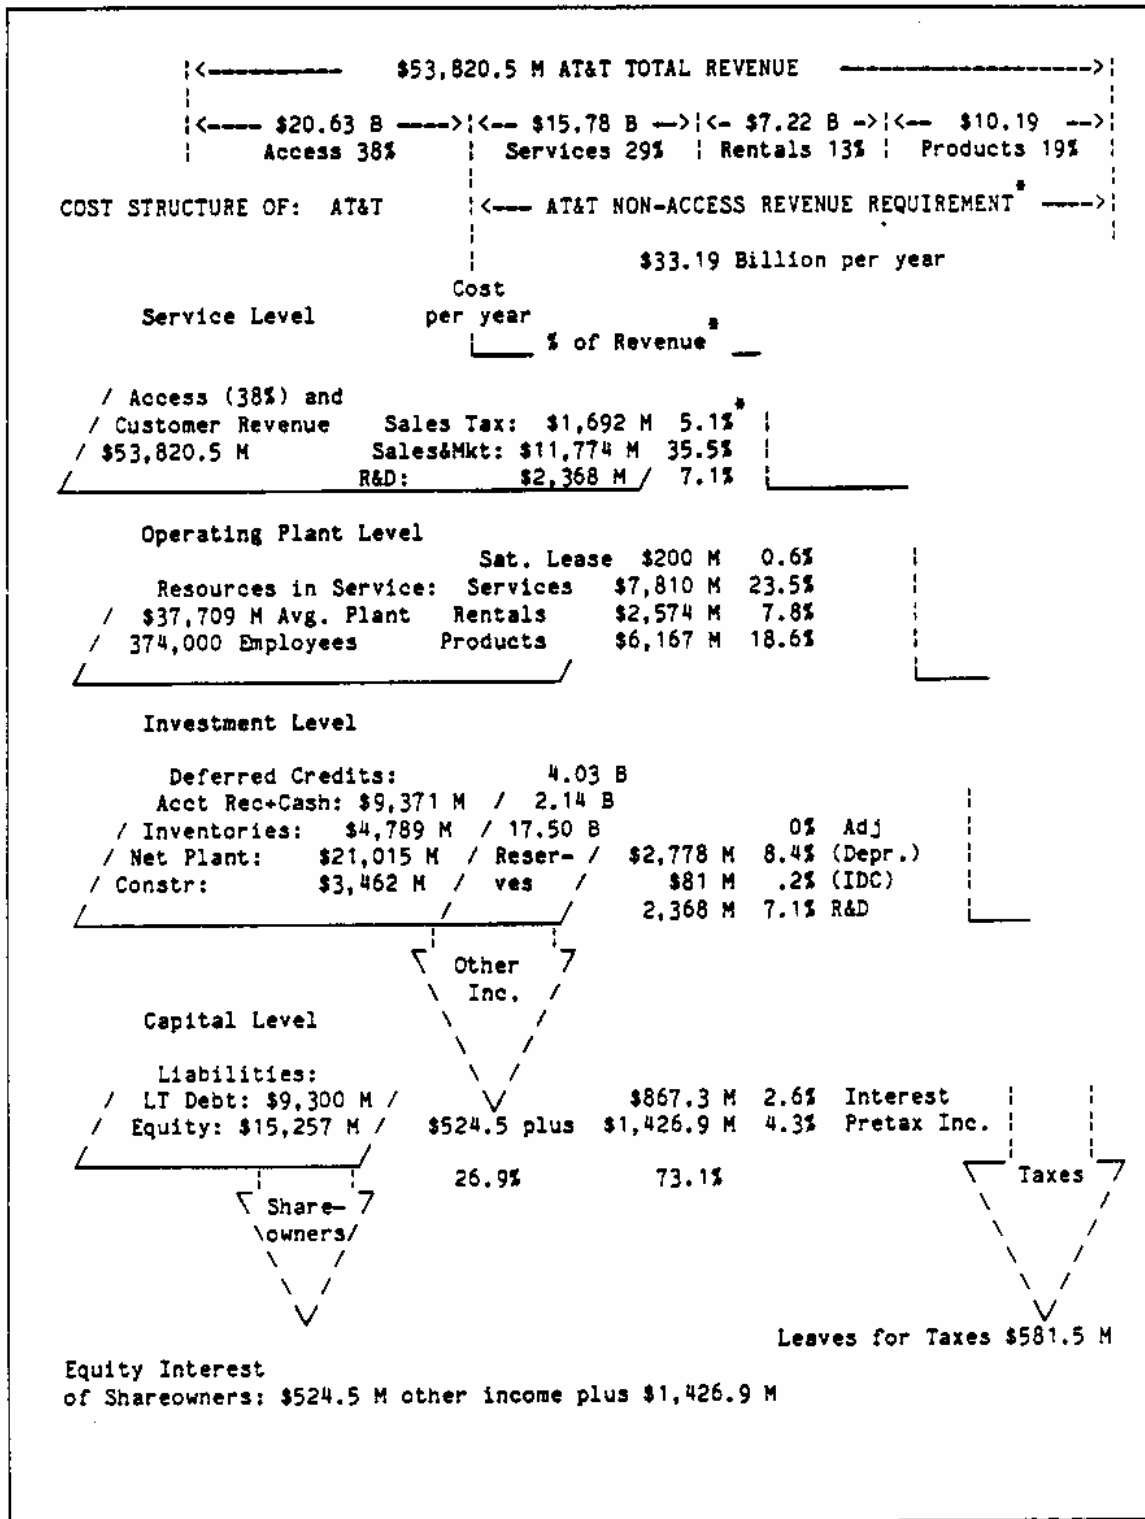 $53,820.5 M AT&T TOTAL REVENUE
$20.63 B $15.78 B $7.22 B $10.19
Access 38% Services 29% Rentals 13% Products 19%
COST STRUCTURE OF: AT&T AT&T NON-ACCESS REVENUE REQUIREMENT*
$33.19 Billion per year
Cost
Service Level per year
% of Revenue*
Access (38%) and
Customer Revenue Sales Tax: $1,692 M 5.1%*
$53,820.5 M Sales&Mkt: $11,774 M 35.5%
R&D: $2,368 M 7.1%
Operating Plant Level
Sat. Lease $200 M 0.6%
Resources in Service: Services $7,810 M 23.5%
$37,709 M Avg. Plant Rentals $2,574 M 7.8%
374,000 Employees Products $6,167 M 18.6%
Investment Level
Deferred Credits: 4.03 B
Acct Rec+Cash: $9,371 M / 2.14 B
Inventories: $4,789 M / 17.50 B 0% Adj
Net Plant: $21,015 M / Reser- / $2,778 M 8.4% (Depr.)
Constr: $3,462 M / ves / $81 M .2% (IDC)
2,368 M 7.1% R&D
Other
Inc.
Capital Level
Liabilities:
LT Debt: $9,300 M $867.3 M 2.6% Interest
Equity: $15,257 M $524.5 plus $1,426.9 M 4.3% Pretax Inc.
26.9% 73.1% Taxes
Share-
owners
Leaves for Taxes $581.5 M
Equity Interest
of Shareowners: $524.5 M other income plus $1,426.9 M